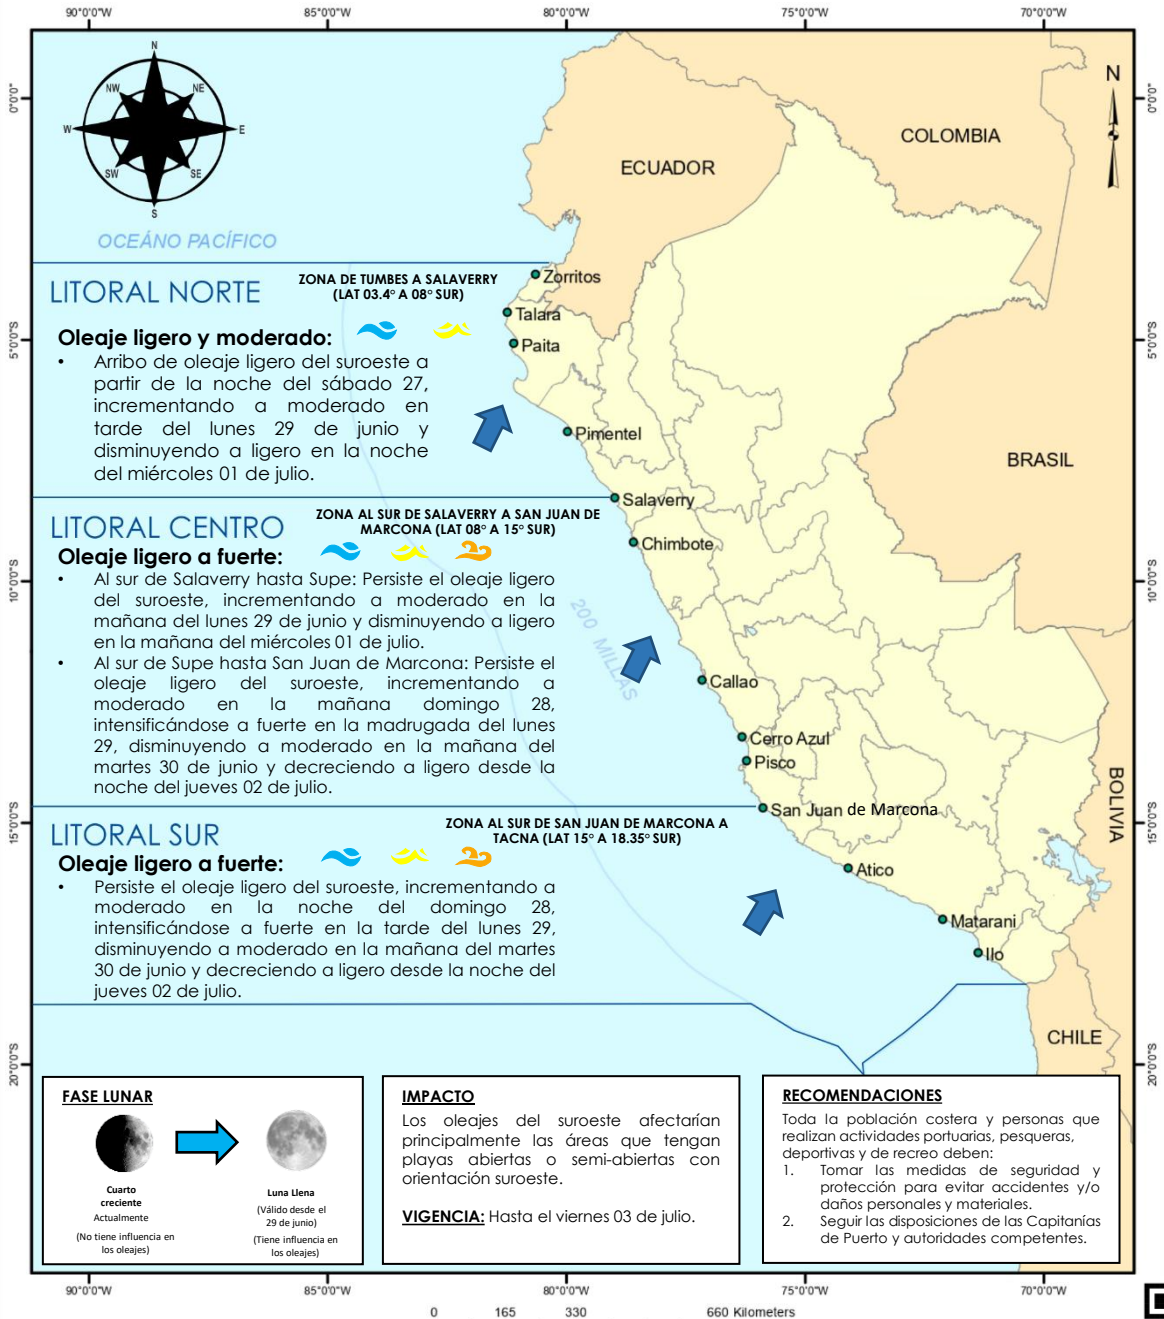 90°0'0"W 85°0'0"W 80°0'0"W 75°0'0"W 70°0'0"W
N
NW NE
W E
SW SE
S
N
0°0'0" 0°0'0"
COLOMBIA
ECUADOR
OCEÁNO PACÍFICO
LITORAL NORTE
ZONA DE TUMBES A SALAVERRY
(LAT 03.4° A 08° SUR)
Zorritos
Talara
Paita
Pimentel
Salaverry
5°0'0"S 5°0'0"S
Oleaje ligero y moderado:
• Arribo de oleaje ligero del suroeste a
partir de la noche del sábado 27,
incrementando a moderado en
tarde del lunes 29 de junio y
disminuyendo a ligero en la noche
del miércoles 01 de julio.
BRASIL
LITORAL CENTRO
ZONA AL SUR DE SALAVERRY A SAN JUAN DE
MARCONA (LAT 08° A 15° SUR)
Chimbote
Oleaje ligero a fuerte:
10°0'0"S 10°0'0"S
• Al sur de Salaverry hasta Supe: Persiste el oleaje ligero
del suroeste, incrementando a moderado en la
mañana del lunes 29 de junio y disminuyendo a ligero
en la mañana del miércoles 01 de julio.
• Al sur de Supe hasta San Juan de Marcona: Persiste el
oleaje ligero del suroeste, incrementando a
moderado en la mañana domingo 28,
intensificándose a fuerte en la madrugada del lunes
29, disminuyendo a moderado en la mañana del
martes 30 de junio y decreciendo a ligero desde la
noche del jueves 02 de julio.
200 MILLAS
Callao
Cerro Azul
Pisco
San Juan de Marcona
BOLIVIA
15°0'0"S 15°0'0"S
LITORAL SUR
ZONA AL SUR DE SAN JUAN DE MARCONA A
TACNA (LAT 15° A 18.35° SUR)
Oleaje ligero a fuerte:
• Persiste el oleaje ligero del suroeste, incrementando a
moderado en la noche del domingo 28,
intensificándose a fuerte en la tarde del lunes 29,
disminuyendo a moderado en la mañana del martes
30 de junio y decreciendo a ligero desde la noche del
jueves 02 de julio.
Atico
Matarani
Ilo
CHILE
20°0'0"S 20°0'0"S
FASE LUNAR
Cuarto
creciente
Actualmente
(No tiene influencia en
los oleajes)
Luna Llena
(Válido desde el
29 de junio)
(Tiene influencia en
los oleajes)
IMPACTO
Los oleajes del suroeste afectarían
principalmente las áreas que tengan
playas abiertas o semi-abiertas con
orientación suroeste.
VIGENCIA: Hasta el viernes 03 de julio.
RECOMENDACIONES
Toda la población costera y personas que
realizan actividades portuarias, pesqueras,
deportivas y de recreo deben:
1. Tomar las medidas de seguridad y
protección para evitar accidentes y/o
daños personales y materiales.
2. Seguir las disposiciones de las Capitanías
de Puerto y autoridades competentes.
90°0'0"W 85°0'0"W 80°0'0"W 75°0'0"W 70°0'0"W
0 165 330 660 Kilometers